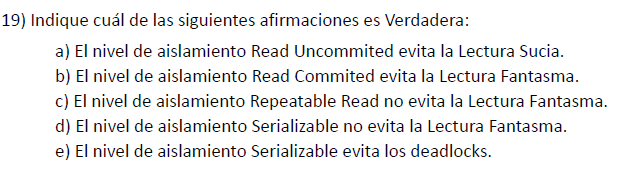 19) Indique cuál de las siguientes afirmaciones es Verdadera:
a) El nivel de aislamiento Read Uncommited evita la Lectura Sucia.
b) El nivel de aislamiento Read Commited evita la Lectura Fantasma.
c) El nivel de aislamiento Repeatable Read no evita la Lectura Fantasma.
d) El nivel de aislamiento Serializable no evita la Lectura Fantasma.
e) El nivel de aislamiento Serializable evita los deadlocks.